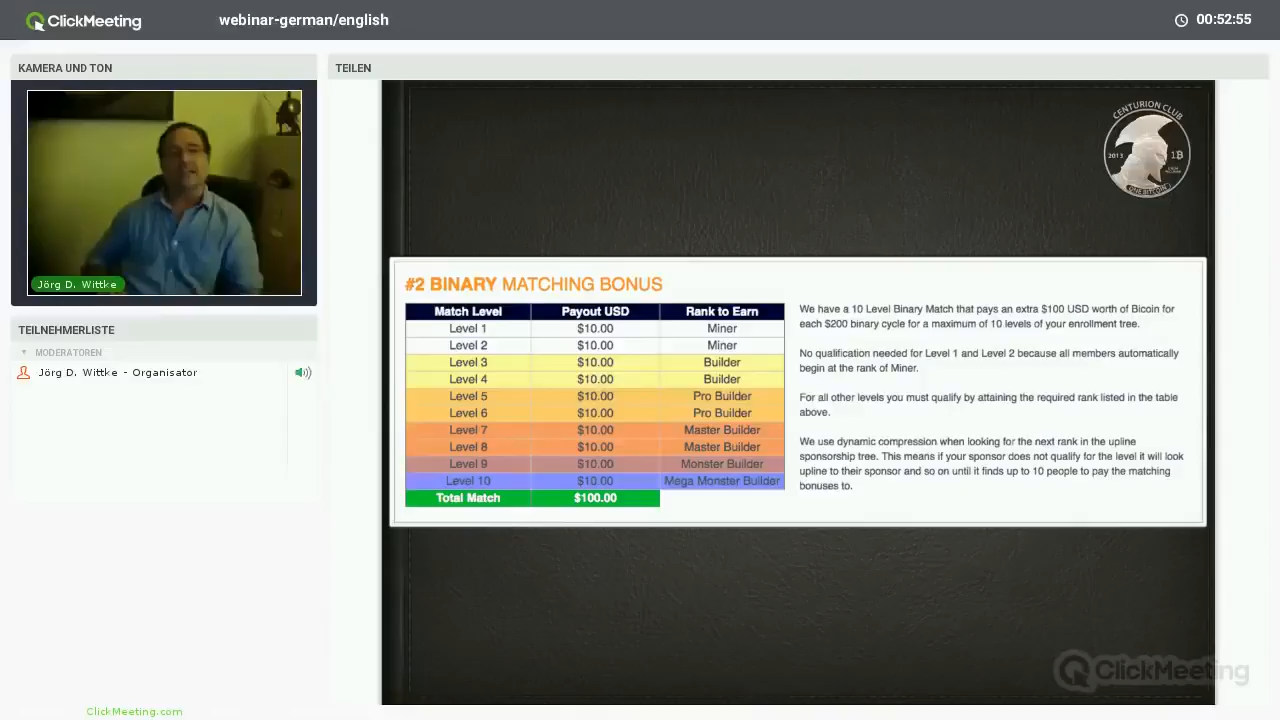 ClickMeeting
webinar-german/english
00:52:55
KAMERA UND TON
Jörg D. Wittke
TEILNEHMERLISTE
MODERATOREN
Jörg D. Wittke - Organisator
ClickMeeting.com
TEILEN
CENTURION CLUB
2013
1B
ONE BITCOIN
#2 BINARY MATCHING BONUS
Match Level Payout USD Rank to Earn
Level 1 $10.00 Miner
Level 2 $10.00 Miner
Level 3 $10.00 Builder
Level 4 $10.00 Builder
Level 5 $10.00 Pro Builder
Level 6 $10.00 Pro Builder
Level 7 $10.00 Master Builder
Level 8 $10.00 Master Builder
Level 9 $10.00 Monster Builder
Level 10 $10.00 Mega Monster Builder
Total Match $100.00
We have a 10 Level Binary Match that pays an extra $100 USD worth of Bicoin for
each $200 binary cycle for a maximum of 10 levels of your enrollment tree.
No qualification needed for Level 1 and Level 2 because all members automatically
begin at the rank of Miner.
For all other levels you must qualify by attaining the required rank listed in the table
above.
We use dynamic compression when looking for the next rank in the upline
sponsorship tree. This means if your sponsor does not qualify for the level it will look
upline to their sponsor and so on until it finds up to 10 people to pay the matching
bonuses to.
ClickMeeting